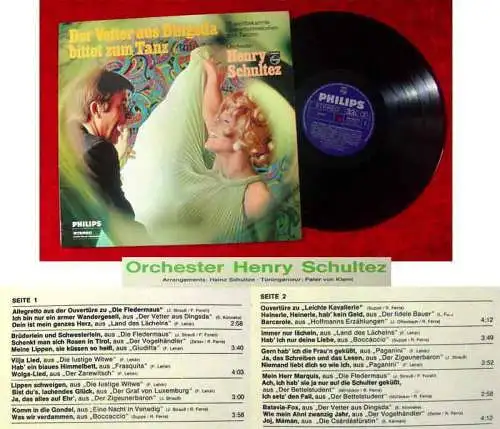 Der Vetter aus Dingsda
bittet zum Tanz
Orchester
Henry
Schultez
PHILIPS
STEREO
PHILIPS
STEREO
Orchester Henry Schultez
Arrangements: Heinz Schultze · Toningenieur: Peter von Klemt
SEITE 1
Allegretto aus der Ouvertüre zu „Die Fledermaus"
Ich bin nur ein armer Wandergesell, aus „Der Vetter aus Dingsda"
Dein ist mein ganzes Herz, aus „Land des Lächelns" 2:58
Brüderlein und Schwesterlein, aus „Die Fledermaus"
Schenkt man sich Rosen in Tirol, aus „Der Vogelhändler"
Meine Lippen, sie küssen so heiß, aus „Giuditta" 3:40
Vilja Lied, aus „Die lustige Witwe"
Hab' ein blaues Himmelbett, aus „Frasquita"
Wolga-Lied, aus „Der Zarewitsch" 4:03
Lippen schweigen, aus „Die lustige Witwe"
Bist du's, lachendes Glück, aus „Der Graf von Luxemburg"
Ja, das alles auf Ehr', aus „Der Zigeunerbaron" 3:00
Komm in die Gondel, aus „Eine Nacht in Venedig"
Was wir verdammen, aus „Boccaccio" 3:58
SEITE 2
Ouvertüre zu „Leichte Kavallerie"
Heinerle, Heinerle, hab' kein Geld, aus „Der fidele Bauer"
Barcarole, aus „Hoffmanns Erzählungen" 4:12
Immer nur lächeln, aus „Land des Lächelns"
Hab' ich nur deine Liebe, aus „Boccaccio" 3:49
Gern hab' ich die Frau'n geküßt, aus „Paganini"
Ja, das Schreiben und das Lesen, aus „Der Zigeunerbaron"
Niemand liebt dich so wie ich, aus „Paganini" 3:52
Mein Herr Marquis, aus „Die Fledermaus"
Ach, ich hab' sie ja nur auf die Schulter geküßt,
aus „Der Bettelstudent"
Ich setz' den Fall, aus „Der Bettelstudent" 3:58
Batavia-Fox, aus „Der Vetter aus Dingsda"
Wie mein Ahnl zwanzig Jahr, aus „Der Vogelhändler"
Joj, Mamán, aus „Die Csárdásfürstin" 4:12